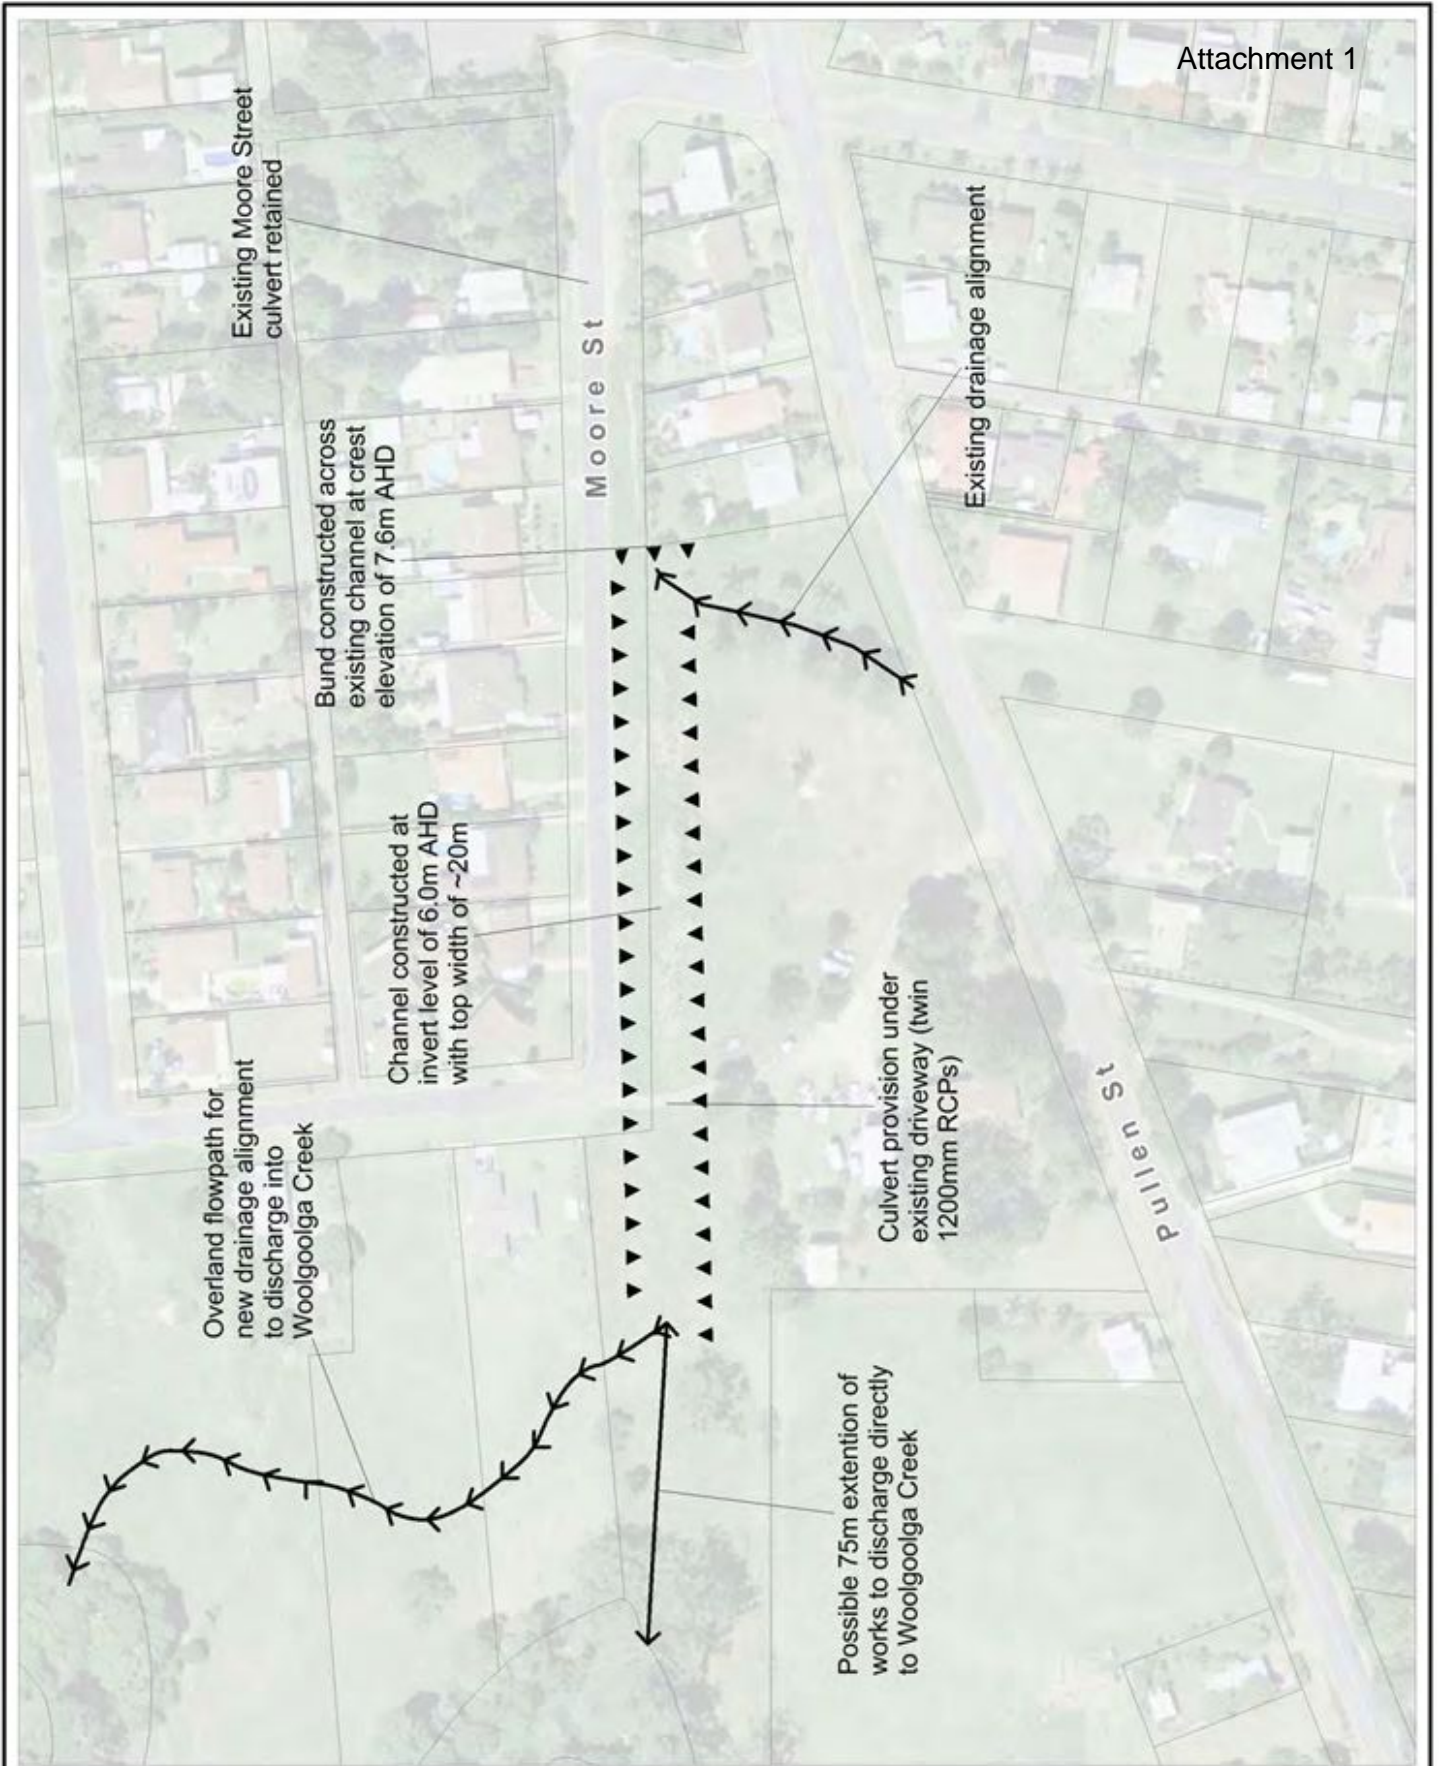 Attachment 1
Existing Moore Street
culvert retained
Moore St
Existing drainage alignment
Bund constructed across
existing channel at crest
elevation of 7.6m AHD
Channel constructed at
invert level of 6.0m AHD
with top width of ~20m
Overland flowpath for
new drainage alignment
to discharge into
Woolgoolga Creek
Culvert provision under
existing driveway (twin
1200mm RCPs)
Pullen St
Possible 75m extention of
works to discharge directly
to Woolgoolga Creek